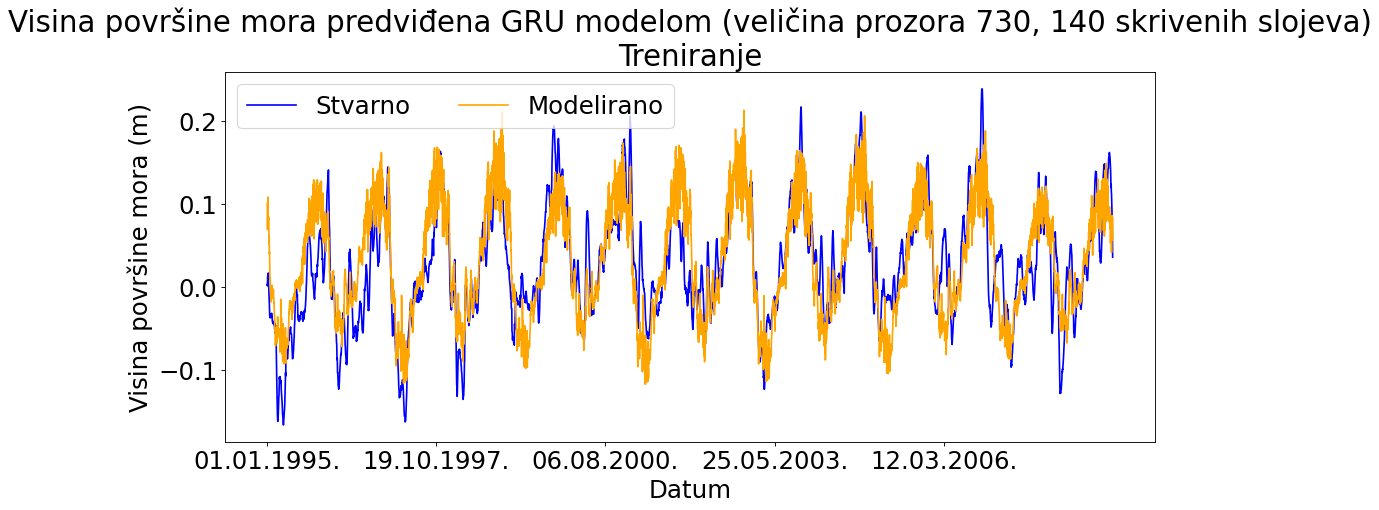 Visina površine mora predviđena GRU modelom (veličina prozora 730, 140 skrivenih slojeva)
Treniranje
Stvarno Modelirano
Visina površine mora (m)
0.2
0.1
0.0
−0.1
01.01.1995. 19.10.1997. 06.08.2000. 25.05.2003. 12.03.2006.
Datum